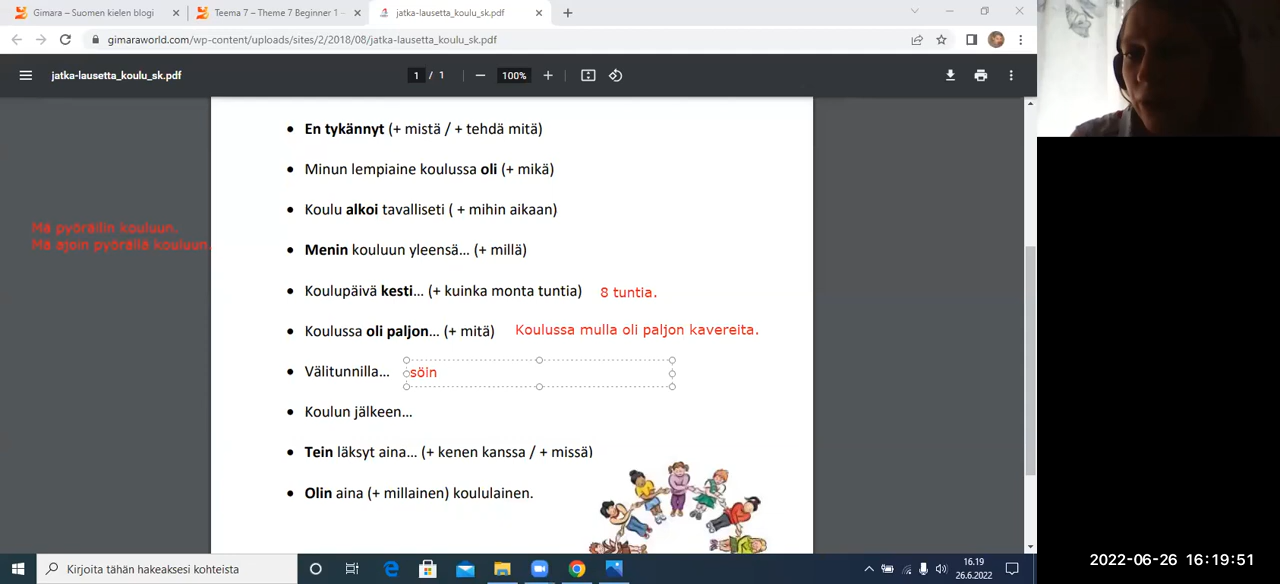 Gimara – Suomen kielen blogi
Teema 7 – Theme 7 Beginner 1 –
jatka-lausetta_koulu_sk.pdf
gimaraworld.com/wp-content/uploads/sites/2/2018/08/jatka-lausetta_koulu_sk.pdf
jatka-lausetta_koulu_sk.pdf
1 / 1
100%
En tykännyt (+ mistä / + tehdä mitä)
Minun lempiaine koulussa oli (+ mikä)
Koulu alkoi tavalliseti ( + mihin aikaan)
Mä pyöräilin kouluun.
Mä ajoin pyörällä kouluun.
Menin kouluun yleensä... (+ millä)
Koulupäivä kesti... (+ kuinka monta tuntia) 8 tuntia.
Koulussa oli paljon... (+ mitä) Koulussa mulla oli paljon kavereita.
Välitunnilla... söin
Koulun jälkeen...
Tein läksyt aina... (+ kenen kanssa / + missä)
Olin aina (+ millainen) koululainen.
Kirjoita tähän hakeaksesi kohteista
16.19
26.6.2022
2022-06-26 16:19:51